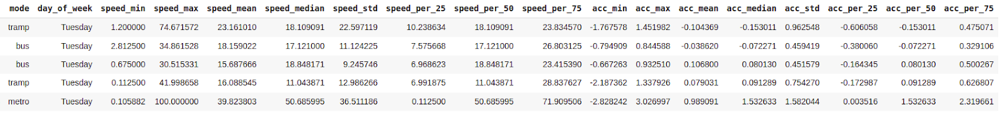 mode day_of_week speed_min speed_max speed_mean speed_median speed_std speed_per_25 speed_per_50 speed_per_75 acc_min acc_max acc_mean acc_median acc_std acc_per_25 acc_per_50 acc_per_75
tramp Tuesday 1.200000 74.671572 23.161010 18.109091 22.597119 10.238634 18.109091 23.834570 -1.767578 1.451982 -0.104369 -0.153011 0.962548 -0.606058 -0.153011 0.475071
bus Tuesday 2.812500 34.861528 18.159022 17.121000 11.124225 7.575668 17.121000 26.803125 -0.794909 0.844588 -0.038620 -0.072271 0.459419 -0.380060 -0.072271 0.329106
bus Tuesday 0.675000 30.515331 15.687666 18.848171 9.245746 6.968623 18.848171 23.415390 -0.667263 0.932510 0.106800 0.080130 0.451579 -0.164345 0.080130 0.500267
tramp Tuesday 0.112500 41.998658 16.088545 11.043871 12.986266 6.991875 11.043871 28.837627 -2.187362 1.337926 0.079031 0.091289 0.754270 -0.172987 0.091289 0.626807
metro Tuesday 0.105882 100.000000 39.823803 50.685995 36.511186 0.112500 50.685995 71.909506 -2.828242 3.026997 0.989091 1.532633 1.582044 0.003516 1.532633 2.319661